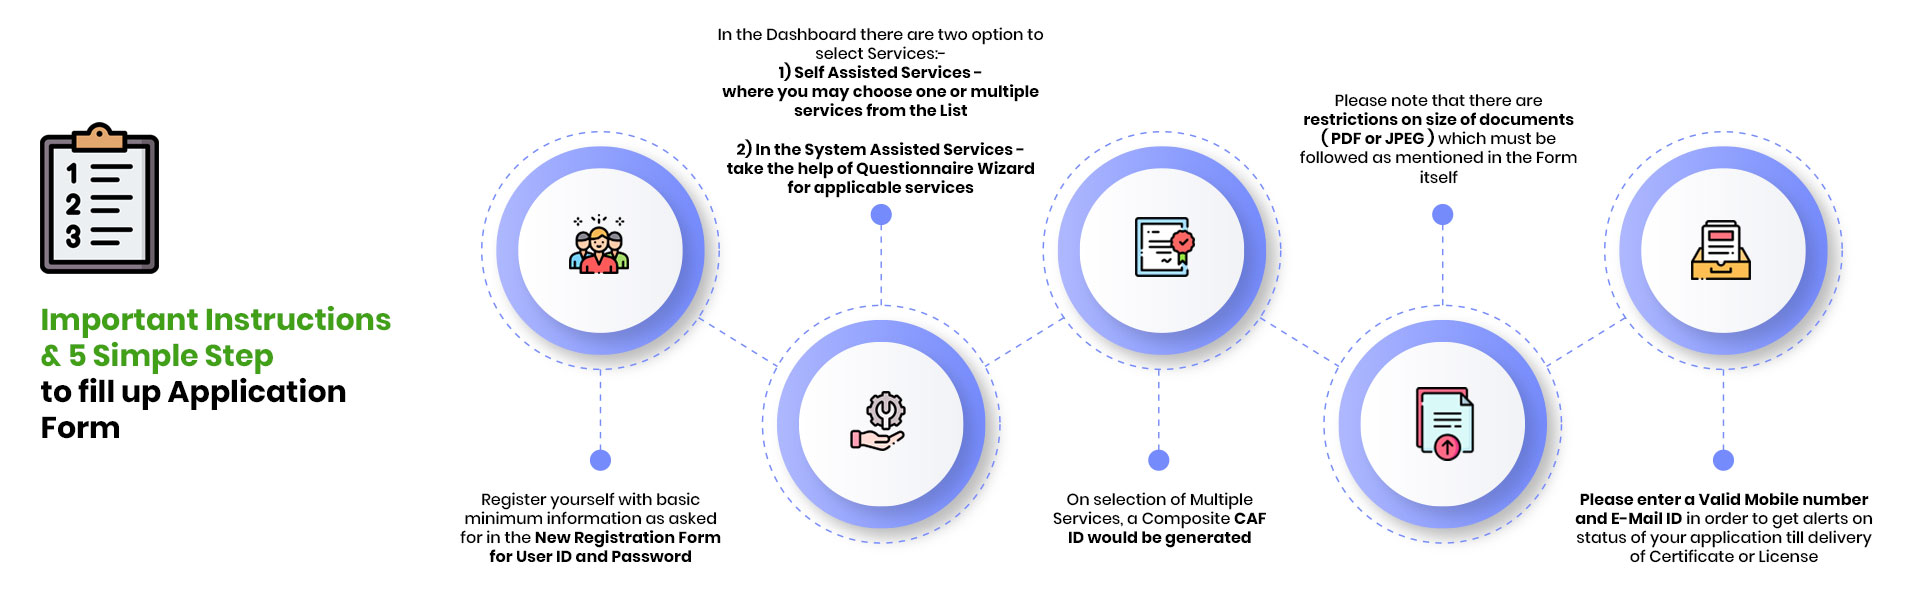 1
2
3
Important Instructions
& 5 Simple Step
to fill up Application
Form
Register yourself with basic
minimum information as asked
for in the New Registration Form
for User ID and Password
In the Dashboard there are two option to
select Services:-
1) Self Assisted Services -
where you may choose one or multiple
services from the List
2) In the System Assisted Services -
take the help of Questionnaire Wizard
for applicable services
On selection of Multiple
Services, a Composite CAF
ID would be generated
Please note that there are
restrictions on size of documents
( PDF or JPEG ) which must be
followed as mentioned in the Form
itself
Please enter a Valid Mobile number
and E-Mail ID in order to get alerts on
status of your application till delivery
of Certificate or License